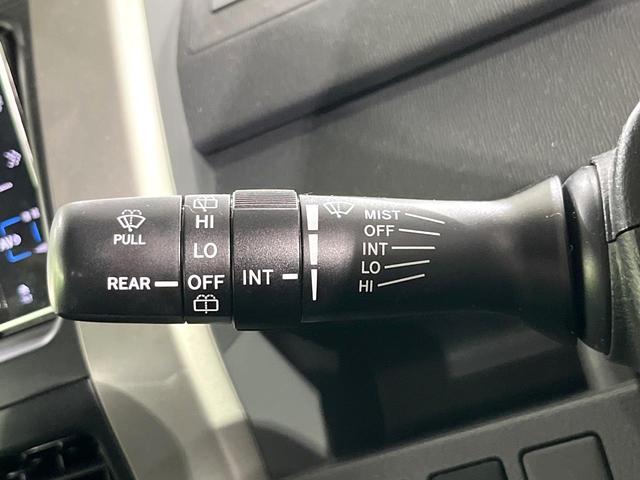 PULL
REAR
HI
LO
OFF
INT
MIST
OFF
INT
LO
HI